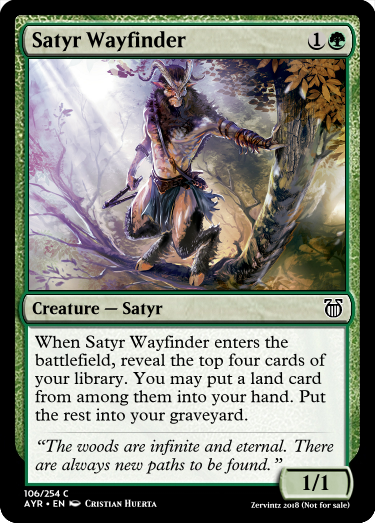 Satyr Wayfinder 1
Creature — Satyr
When Satyr Wayfinder enters the
battlefield, reveal the top four cards of
your library. You may put a land card
from among them into your hand. Put
the rest into your graveyard.
“The woods are infinite and eternal. There
are always new paths to be found.”
1/1
106/254 C
AYR • EN Cristian Huerta
Zervintz 2018 (Not for sale)